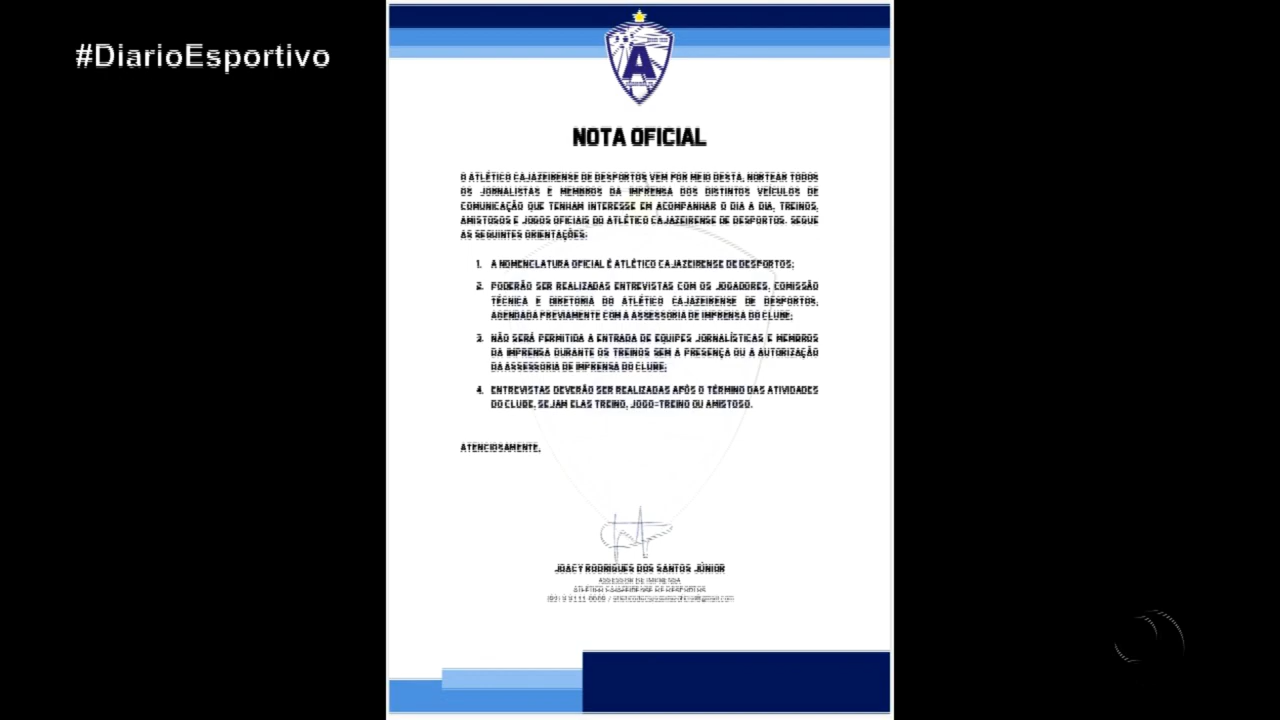 #DiarioEsportivo
A
NOTA OFICIAL
O ATLÉTICO CAJAZEIRENSE DE DESPORTOS VEM POR MEIO DESTA, NORTEAR TODOS
OS JORNALISTAS E MEMBROS DA IMPRENSA DOS DISTINTOS VEÍCULOS DE
COMUNICAÇÃO QUE TENHAM INTERESSE EM ACOMPANHAR O DIA A DIA, TREINOS,
AMISTOSOS E JOGOS OFICIAIS DO ATLÉTICO CAJAZEIRENSE DE DESPORTOS. SEGUE
AS SEGUINTES ORIENTAÇÕES:
1. A NOMENCLATURA OFICIAL É ATLÉTICO CAJAZEIRENSE DE DESPORTOS;
2. PODERÃO SER REALIZADAS ENTREVISTAS COM OS JOGADORES, COMISSÃO
TÉCNICA E DIRETORIA DO ATLÉTICO CAJAZEIRENSE DE DESPORTOS,
AGENDADA PREVIAMENTE COM A ASSESSORIA DE IMPRENSA DO CLUBE;
3. NÃO SERÁ PERMITIDA A ENTRADA DE EQUIPES JORNALÍSTICAS E MEMBROS
DA IMPRENSA DURANTE OS TREINOS SEM A PRESENÇA OU A AUTORIZAÇÃO
DA ASSESSORIA DE IMPRENSA DO CLUBE;
4. ENTREVISTAS DEVERÃO SER REALIZADAS APÓS O TÉRMINO DAS ATIVIDADES
DO CLUBE, SEJAM ELAS TREINO, JOGO-TREINO OU AMISTOSO.
ATENCIOSAMENTE,
JOACY RODRIGUES DOS SANTOS JÚNIOR
ASSESSOR DE IMPRENSA
ATLÉTICO CAJAZEIRENSE DE DESPORTOS